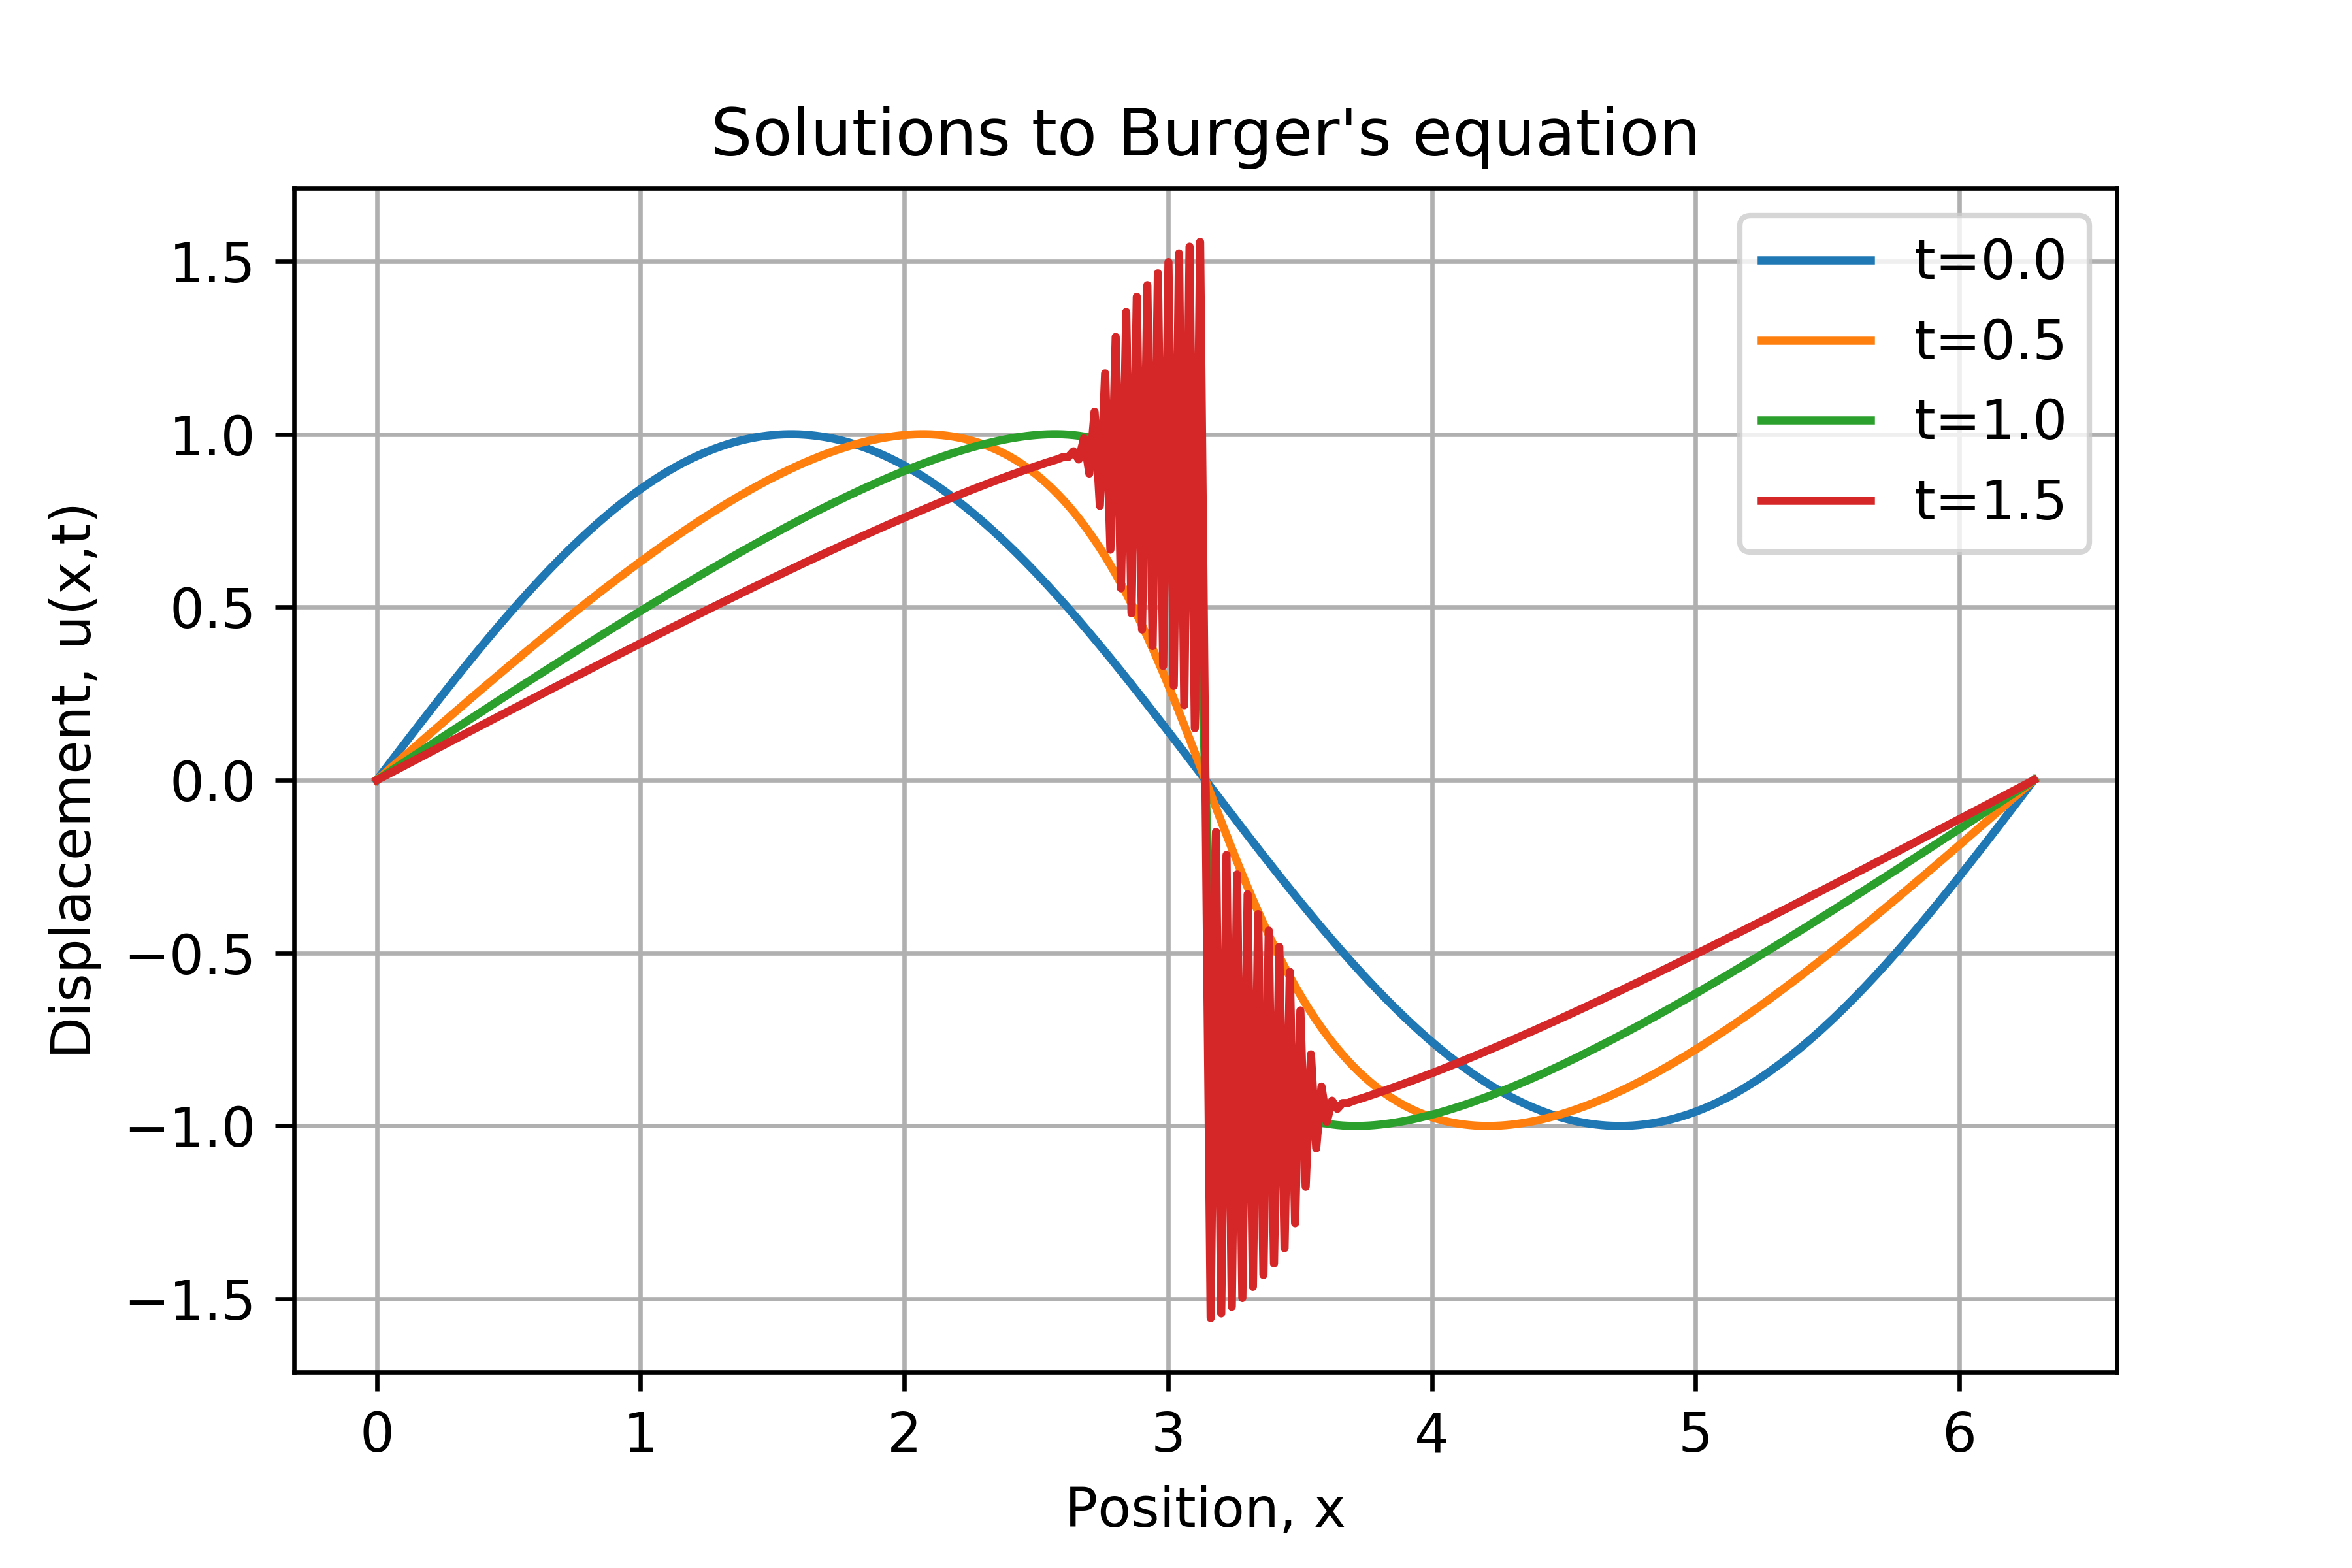 Solutions to Burger's equation
Displacement, u(x,t)
1.5
1.0
0.5
0.0
−0.5
−1.0
−1.5
t=0.0
t=0.5
t=1.0
t=1.5
0 1 2 3 4 5 6
Position, x